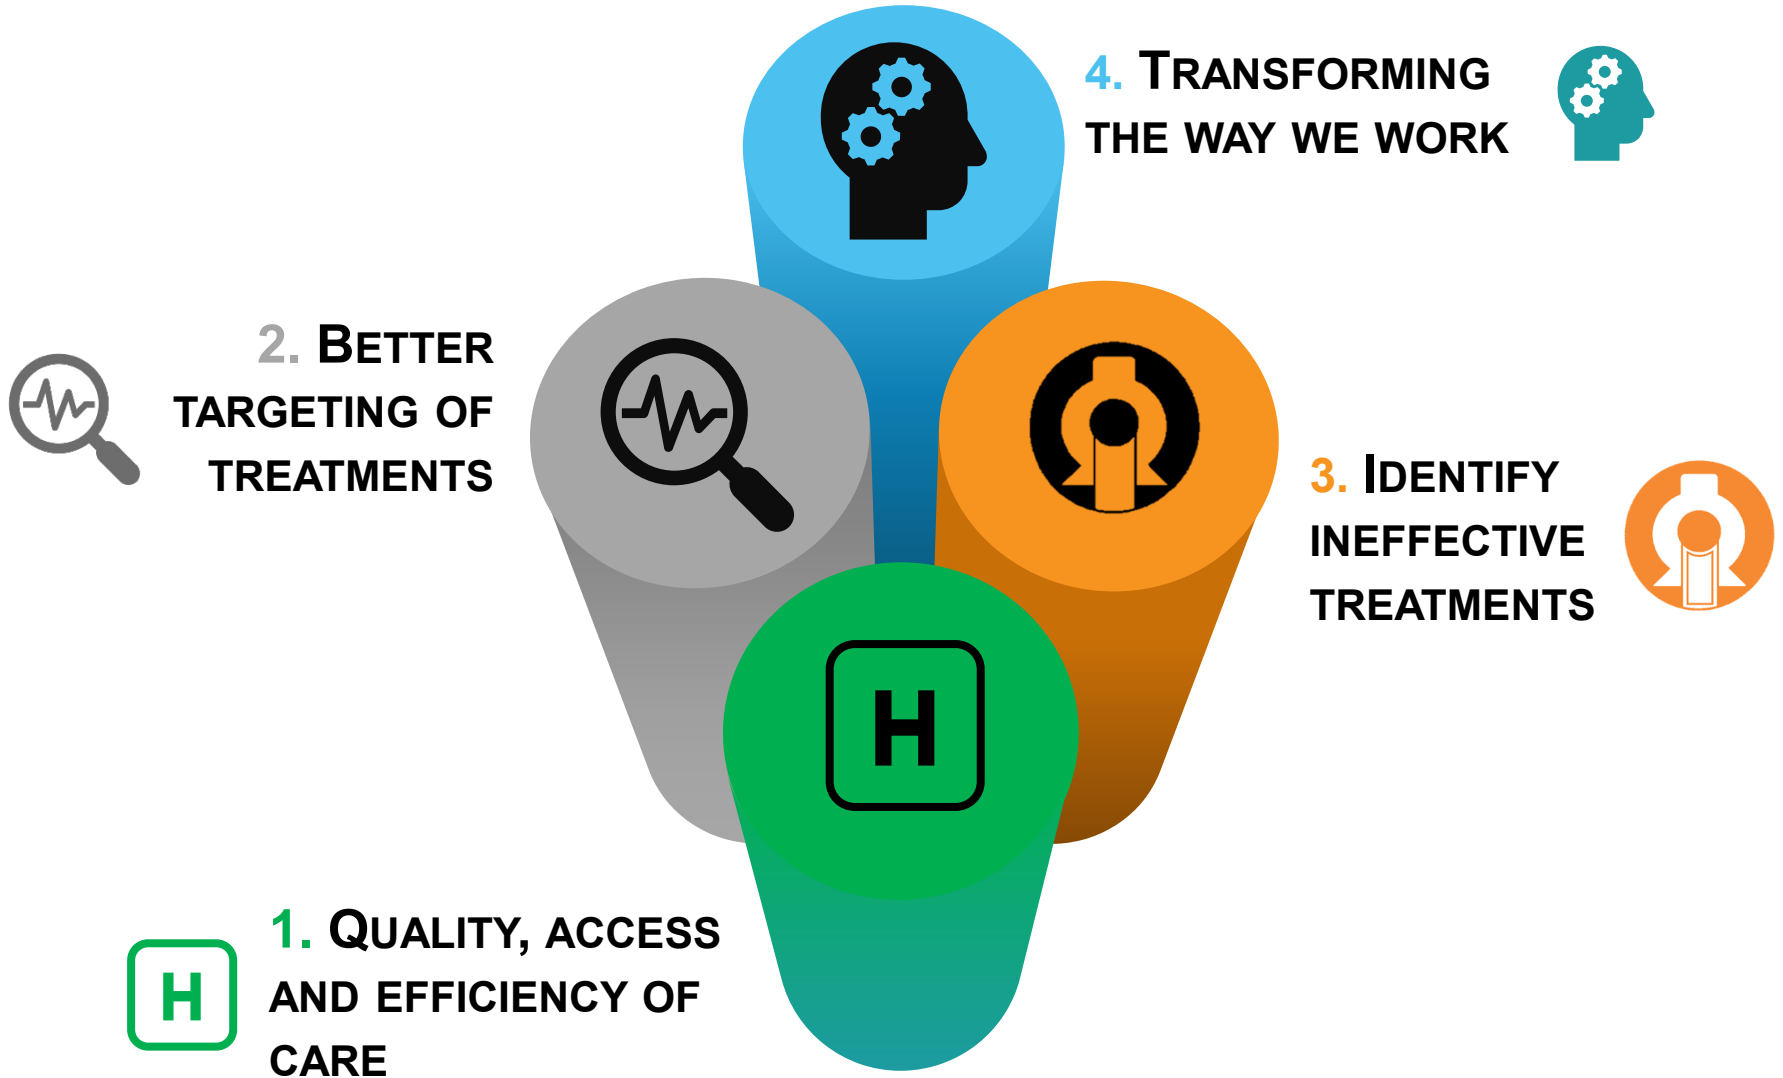 4. TRANSFORMING
THE WAY WE WORK
2. BETTER
TARGETING OF
TREATMENTS
3. IDENTIFY
INEFFECTIVE
TREATMENTS
H
1. QUALITY, ACCESS
AND EFFICIENCY OF
CARE
H